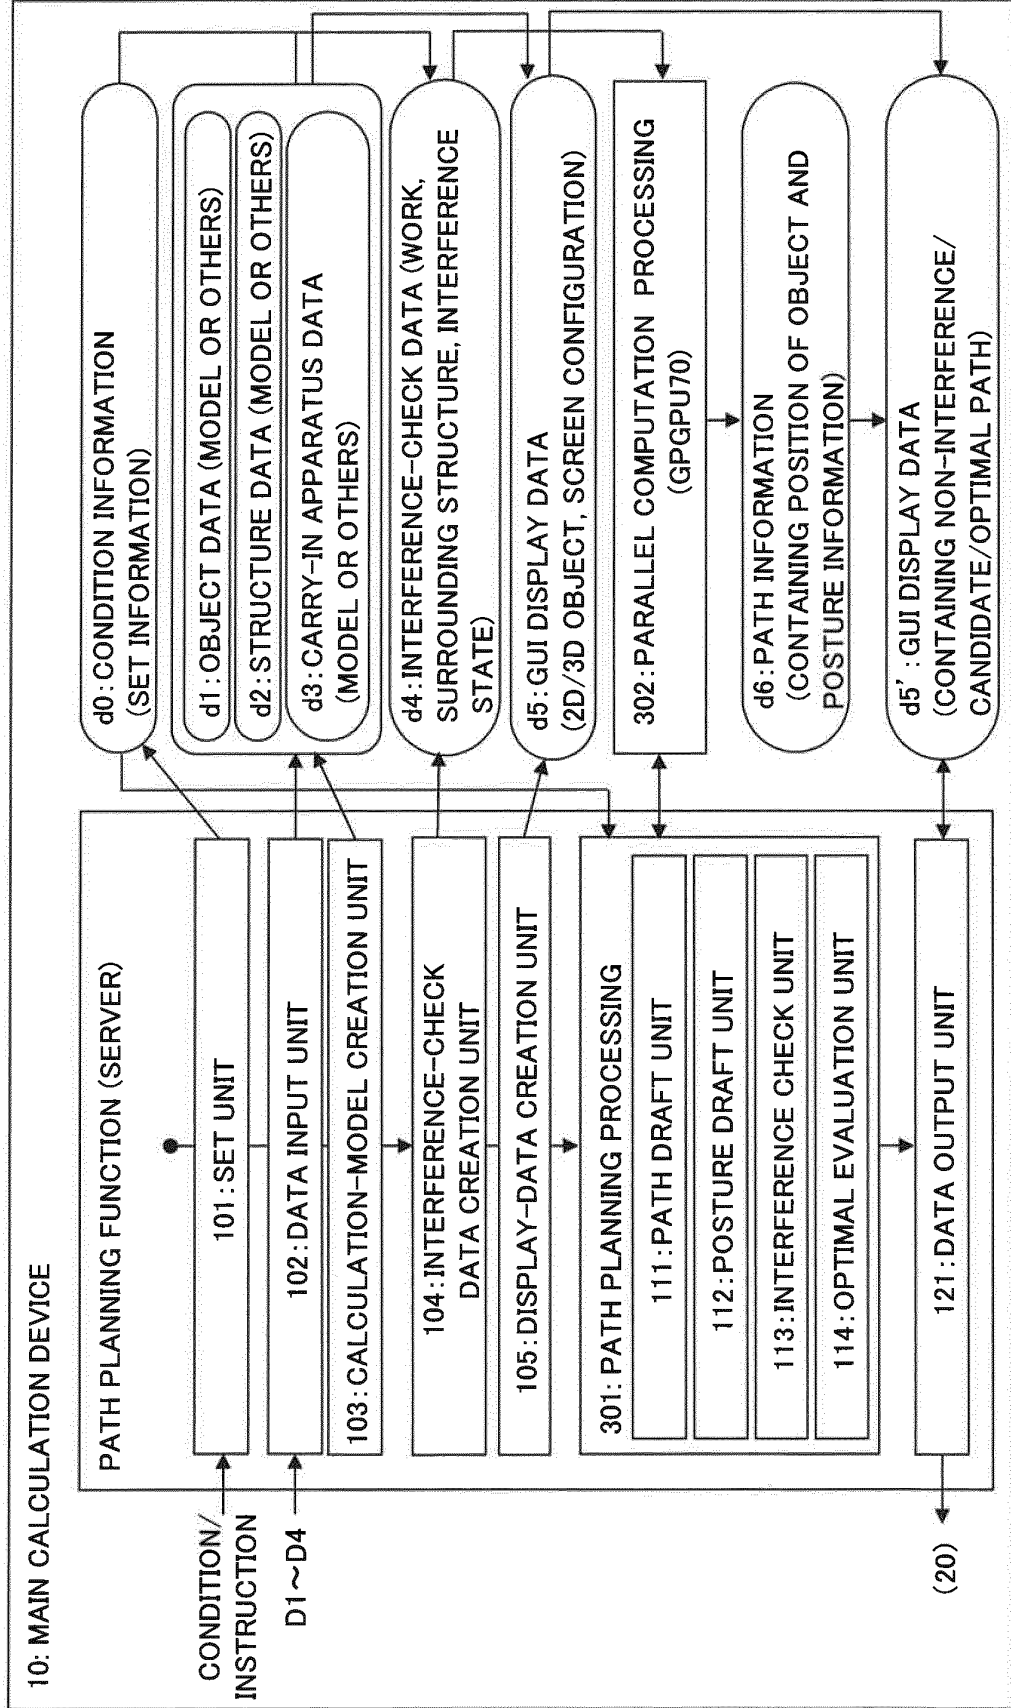 10: MAIN CALCULATION DEVICE
PATH PLANNING FUNCTION (SERVER)
CONDITION/
INSTRUCTION
D1~D4
101:SET UNIT
102:DATA INPUT UNIT
103:CALCULATION-MODEL CREATION UNIT
104:INTERFERENCE-CHECK
DATA CREATION UNIT
105:DISPLAY-DATA CREATION UNIT
301: PATH PLANNING PROCESSING
111:PATH DRAFT UNIT
112:POSTURE DRAFT UNIT
113:INTERFERENCE CHECK UNIT
114:OPTIMAL EVALUATION UNIT
121:DATA OUTPUT UNIT
(20)
d0:CONDITION INFORMATION
(SET INFORMATION)
d1:OBJECT DATA (MODEL OR OTHERS)
d2:STRUCTURE DATA (MODEL OR OTHERS)
d3:CARRY-IN APPARATUS DATA
(MODEL OR OTHERS)
d4:INTERFERENCE-CHECK DATA (WORK,
SURROUNDING STRUCTURE, INTERFERENCE
STATE)
d5:GUI DISPLAY DATA
(2D/3D OBJECT, SCREEN CONFIGURATION)
302:PARALLEL COMPUTATION PROCESSING
(GPGPU70)
d6:PATH INFORMATION
(CONTAINING POSITION OF OBJECT AND
POSTURE INFORMATION)
d5':GUI DISPLAY DATA
(CONTAINING NON-INTERFERENCE/
CANDIDATE/OPTIMAL PATH)